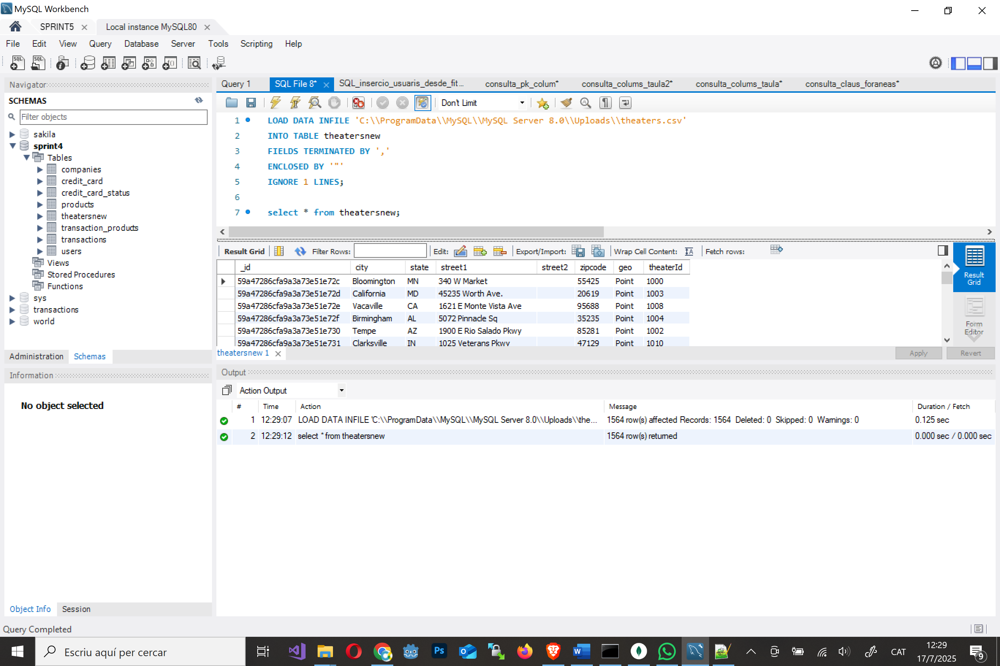 MySQL Workbench
SPRINT5
Local instance MySQL80
File Edit View Query Database Server Tools Scripting Help
Navigator
SCHEMAS
Filter objects
sakila
sprint4
Tables
companies
credit_card
credit_card_status
products
theatersnew
transaction_products
transactions
users
Views
Stored Procedures
Functions
sys
transactions
world
Administration Schemas
Information
No object selected
Object Info Session
Query 1
SQL File 8*
SQL_insercio_usuaris_desde_fit...
consulta_pk_colum*
consulta_colums_taula2*
consulta_colums_taula*
consulta_claus_foraneas*
Don't Limit
1 LOAD DATA INFILE 'C:\\ProgramData\\MySQL\\MySQL Server 8.0\\Uploads\\theaters.csv'
2 INTO TABLE theatersnew
3 FIELDS TERMINATED BY ','
4 ENCLOSED BY '"'
5 IGNORE 1 LINES;
6
7 select * from theatersnew;
Result Grid Filter Rows: Edit: Export/Import: Wrap Cell Content: Fetch rows:
_id city state street1 street2 zipcode geo theaterId
59a47286cfa9a3a73e51e72c Bloomington MN 340 W Market 55425 Point 1000
59a47286cfa9a3a73e51e72d California MD 45235 Worth Ave. 20619 Point 1003
59a47286cfa9a3a73e51e72e Vacaville CA 1621 E Monte Vista Ave 95688 Point 1008
59a47286cfa9a3a73e51e72f Birmingham AL 5072 Pinnacle Sq 35235 Point 1004
59a47286cfa9a3a73e51e730 Tempe AZ 1900 E Rio Salado Pkwy 85281 Point 1002
59a47286cfa9a3a73e51e731 Clarksville IN 1025 Veterans Pkwy 47129 Point 1010
Result
Grid
Form
Editor
theatersnew 1
Apply Revert
Output
Action Output
# Time Action Message Duration / Fetch
1 12:29:07 LOAD DATA INFILE 'C:\\ProgramData\\MySQL\\MySQL Server 8.0\\Uploads\\the... 1564 row(s) affected Records: 1564 Deleted: 0 Skipped: 0 Warnings: 0 0.125 sec
2 12:29:12 select * from theatersnew 1564 row(s) returned 0.000 sec / 0.000 sec
Query Completed
Escriu aquí per cercar
Ps
CAT
12:29
17/7/2025
9